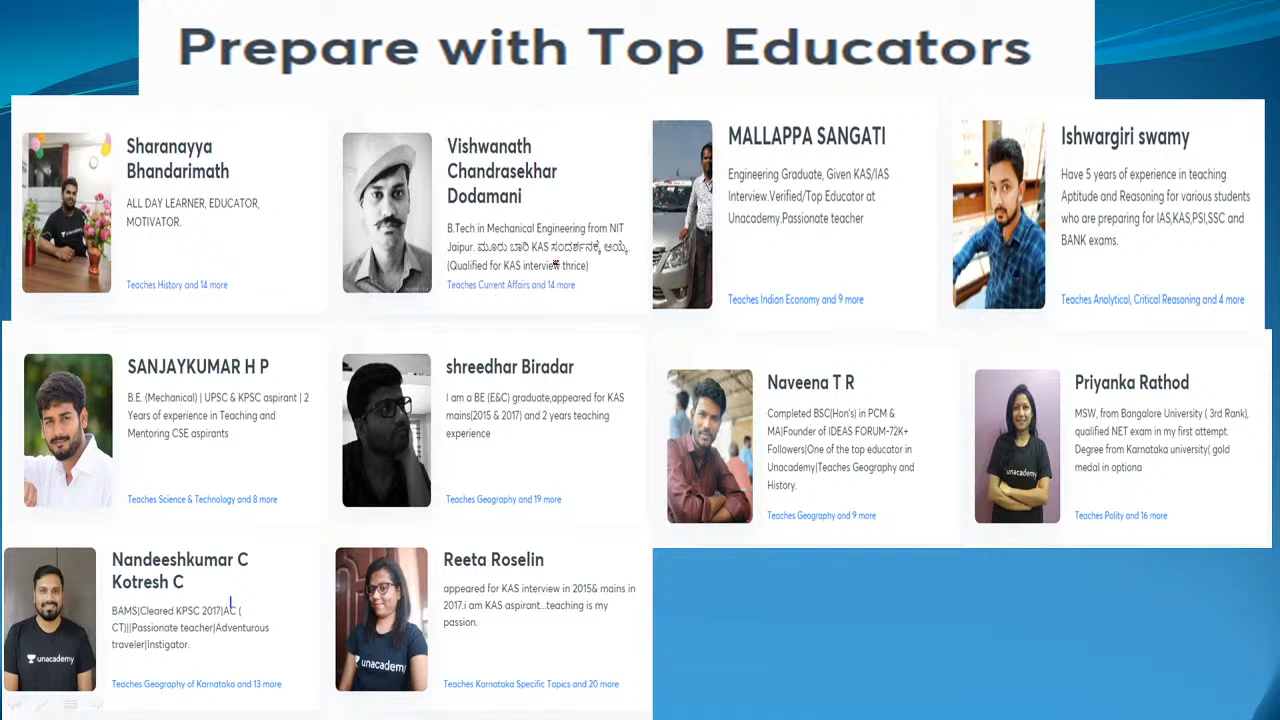 Prepare with Top Educators
Sharanayya
Bhandarimath
ALL DAY LEARNER, EDUCATOR,
MOTIVATOR.
Teaches History and 14 more
Vishwanath
Chandrasekhar
Dodamani
B.Tech in Mechanical Engineering from NIT
Jaipur. ಮೂರು ಬಾರಿ KAS ಸಂದರ್ಶನಕ್ಕೆ ಆಯ್ಕೆ.
(Qualified for KAS interview thrice)
Teaches Current Affairs and 14 more
MALLAPPA SANGATI
Engineering Graduate, Given KAS/IAS
Interview.Verified/Top Educator at
Unacademy.Passionate teacher
Teaches Indian Economy and 9 more
Ishwargiri swamy
Have 5 years of experience in teaching
Aptitude and Reasoning for various students
who are preparing for IAS,KAS,PSI,SSC and
BANK exams.
Teaches Analytical, Critical Reasoning and 4 more
SANJAYKUMAR H P
B.E. (Mechanical) | UPSC & KPSC aspirant | 2
Years of experience in Teaching and
Mentoring CSE aspirants
Teaches Science & Technology and 8 more
shreedhar Biradar
I am a BE (E&C) graduate,appeared for KAS
mains(2015 & 2017) and 2 years teaching
experience
Teaches Geography and 19 more
Naveena T R
Completed BSC(Hon's) in PCM &
MA|Founder of IDEAS FORUM-72K+
Followers|One of the top educator in
Unacademy|Teaches Geography and
History.
Teaches Geography and 9 more
unacademy
Priyanka Rathod
MSW, from Bangalore University ( 3rd Rank),
qualified NET exam in my first attempt.
Degree from Karnataka university( gold
medal in optiona
Teaches Polity and 16 more
unacademy
Nandeeshkumar C
Kotresh C
BAMS|Cleared KPSC 2017|AC (
CT)||Passionate teacher|Adventurous
traveler|Instigator.
Teaches Geography of Karnataka and 13 more
unacademy
Reeta Roselin
appeared for KAS interview in 2015& mains in
2017.i am KAS aspirant...teaching is my
passion.
Teaches Karnataka Specific Topics and 20 more